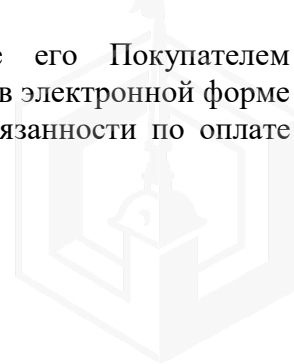 его Покупателем
в электронной форме
язанности по оплате